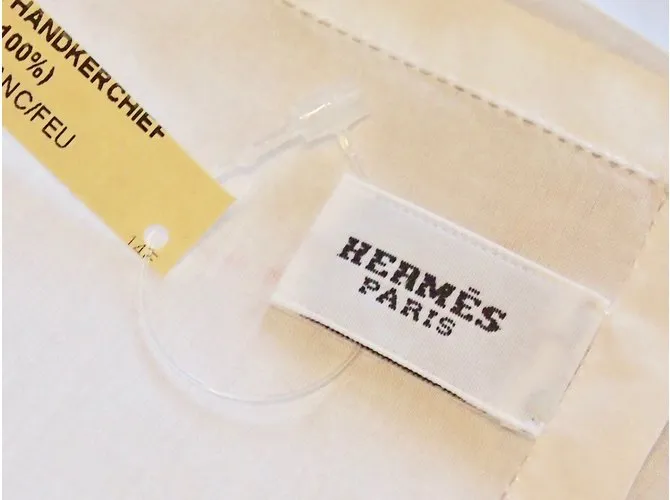 HANDKERCHIEF
100%)
NC/FEU
HERMÈS
PARIS